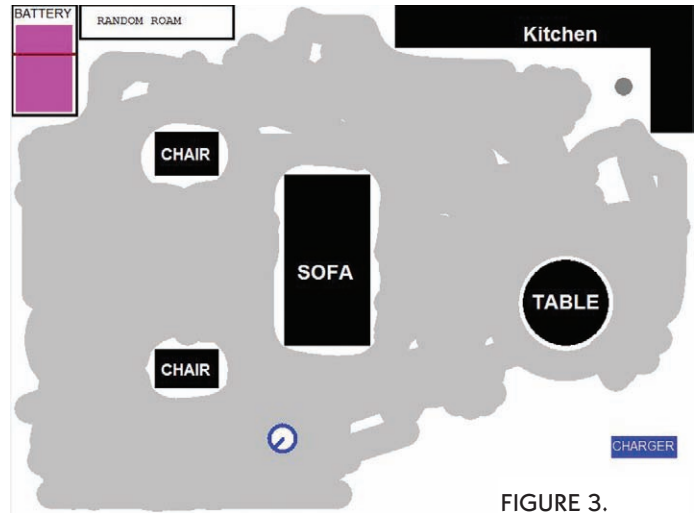 BATTERY
RANDOM ROAM
Kitchen
CHAIR
SOFA
TABLE
CHAIR
CHARGER
FIGURE 3.